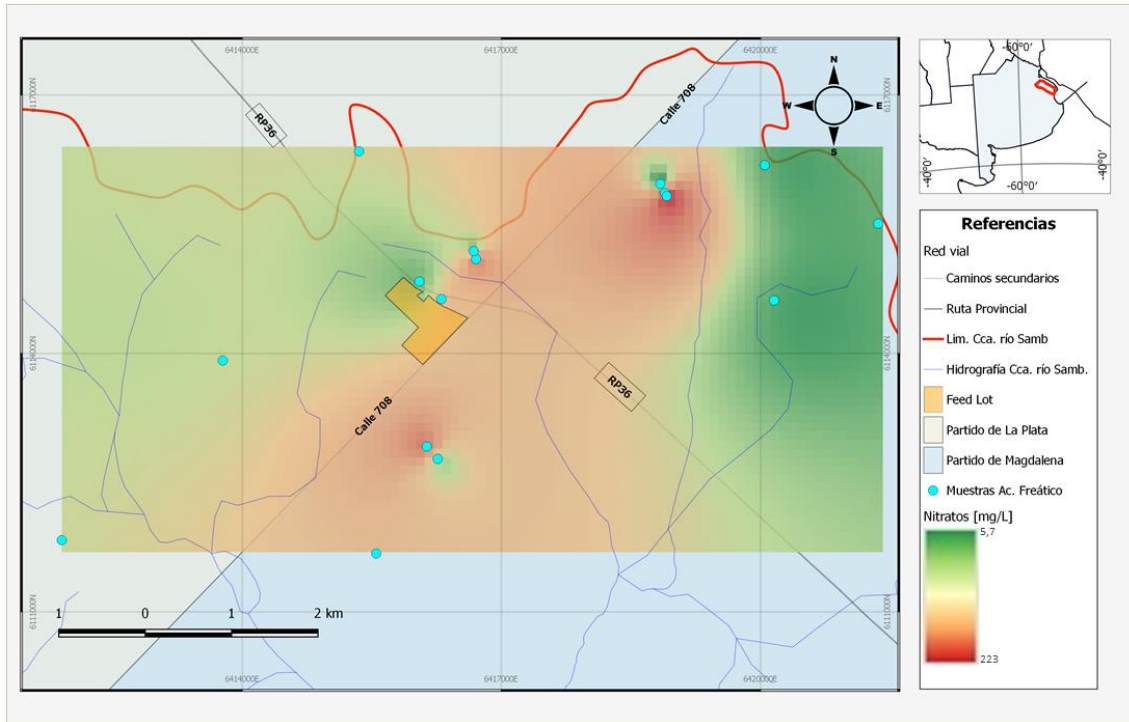 6414000E
6417000E
6420000E
6117000N
6117000N
N
W
E
S
RP36
Calle 708
6114000N
6114000N
RP36
Calle 708
6111000N
6111000N
1 0 1 2 km
6414000E
6417000E
6420000E
-60°0'
-40°0'
-40°0'
-60°0'
Referencias
Red vial
Caminos secundarios
Ruta Provincial
Lim. Cca. río Samb
Hidrografía Cca. río Samb.
Feed Lot
Partido de La Plata
Partido de Magdalena
Muestras Ac. Freático
Nitratos [mg/L]
5,7
223